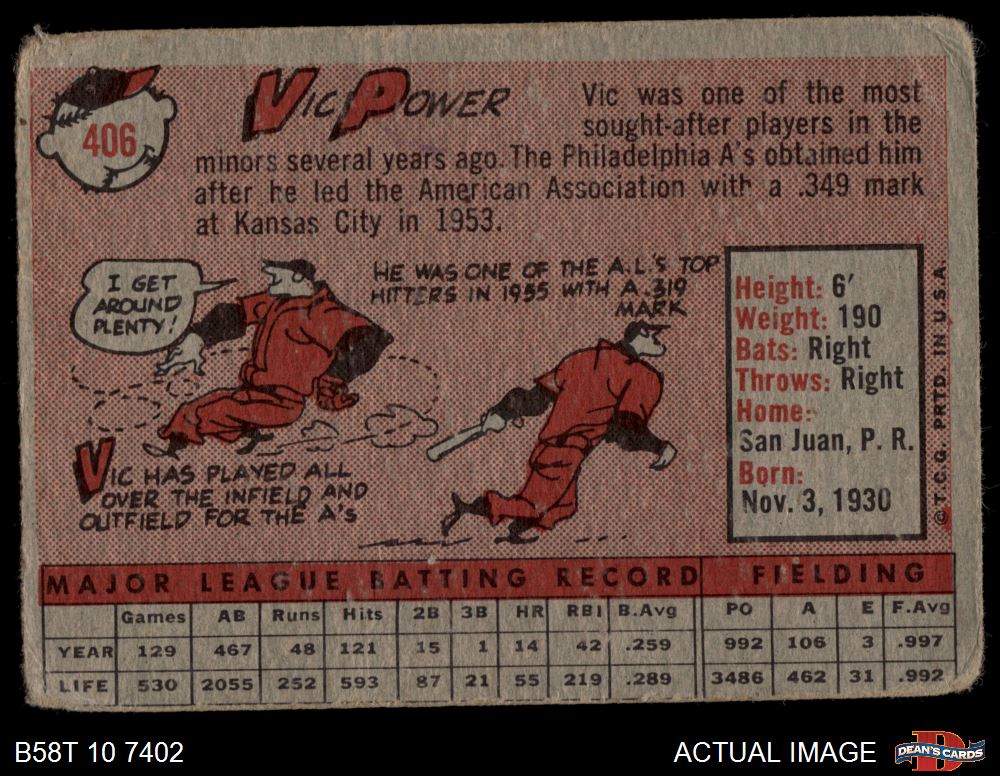 406
VIC POWER
Vic was one of the most
sought-after players in the
minors several years ago. The Philadelphia A's obtained him
after he led the American Association with a .349 mark
at Kansas City in 1953.
I GET
AROUND
PLENTY!
HE WAS ONE OF THE A.L.'S TOP
HITTERS IN 1955 WITH A .319
MARK
VIC HAS PLAYED ALL
OVER THE INFIELD AND
OUTFIELD FOR THE A'S
Height: 6'
Weight: 190
Bats: Right
Throws: Right
Home:
San Juan, P. R.
Born:
Nov. 3, 1930
© T.C.G. PRTD. IN U.S.A.
MAJOR LEAGUE BATTING RECORD FIELDING
Games AB Runs Hits 2B 3B HR RBI B.Avg PO A E F.Avg
YEAR 129 467 48 121 15 1 14 42 .259 992 106 3 .997
LIFE 530 2055 252 593 87 21 55 219 .289 3486 462 31 .992
B58T 10 7402
ACTUAL IMAGE
DEAN'S CARDS